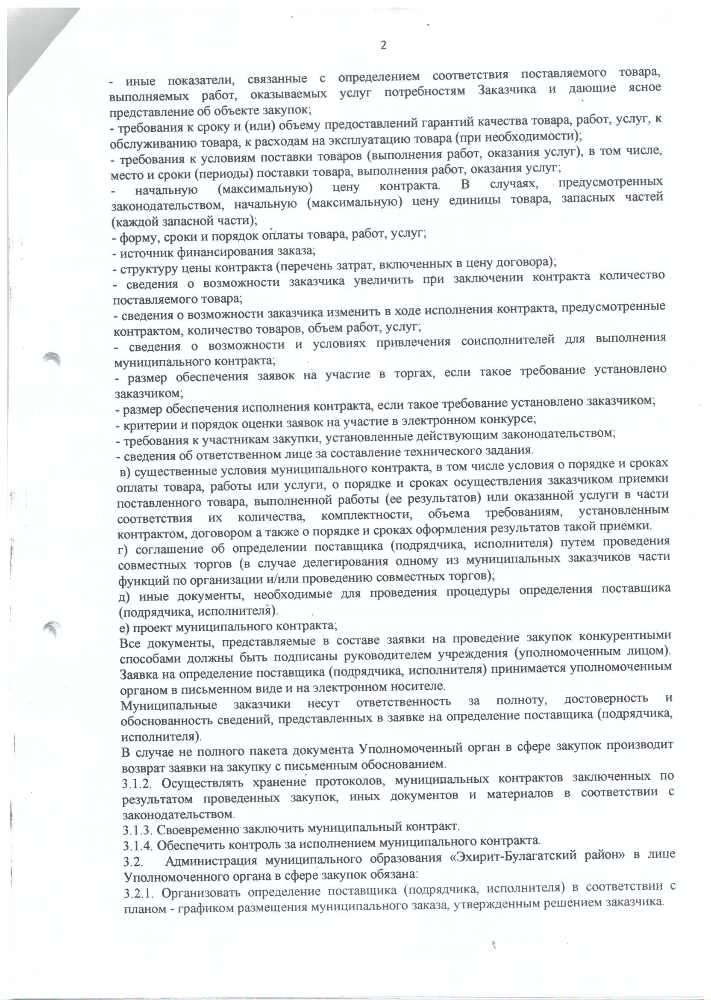 2
- иные показатели, связанные с определением соответствия поставляемого товара,
выполняемых работ, оказываемых услуг потребностям Заказчика и дающие ясное
представление об объекте закупок;
- требования к сроку и (или) объему предоставлений гарантий качества товара, работ, услуг, к
обслуживанию товара, к расходам на эксплуатацию товара (при необходимости);
- требования к условиям поставки товаров (выполнения работ, оказания услуг), в том числе,
место и сроки (периоды) поставки товара, выполнения работ, оказания услуг;
- начальную (максимальную) цену контракта. В случаях, предусмотренных
законодательством, начальную (максимальную) цену единицы товара, запасных частей
(каждой запасной части);
- форму, сроки и порядок оплаты товара, работ, услуг;
- источник финансирования заказа;
- структуру цены контракта (перечень затрат, включенных в цену договора);
- сведения о возможности заказчика увеличить при заключении контракта количество
поставляемого товара;
- сведения о возможности заказчика изменить в ходе исполнения контракта, предусмотренные
контрактом, количество товаров, объем работ, услуг;
- сведения о возможности и условиях привлечения соисполнителей для выполнения
муниципального контракта;
- размер обеспечения заявок на участие в торгах, если такое требование установлено
заказчиком;
- размер обеспечения исполнения контракта, если такое требование установлено заказчиком;
- критерии и порядок оценки заявок на участие в электронном конкурсе;
- требования к участникам закупки, установленные действующим законодательством;
- сведения об ответственном лице за составление технического задания.
в) существенные условия муниципального контракта, в том числе условия о порядке и сроках
оплаты товара, работы или услуги, о порядке и сроках осуществления заказчиком приемки
поставленного товара, выполненной работы (ее результатов) или оказанной услуги в части
соответствия их количества, комплектности, объема требованиям, установленным
контрактом, договором а также о порядке и сроках оформления результатов такой приемки.
г) соглашение об определении поставщика (подрядчика, исполнителя) путем проведения
совместных торгов (в случае делегирования одному из муниципальных заказчиков части
функций по организации и/или проведению совместных торгов);
д) иные документы, необходимые для проведения процедуры определения поставщика
(подрядчика, исполнителя).
е) проект муниципального контракта;
Все документы, представляемые в составе заявки на проведение закупок конкурентными
способами должны быть подписаны руководителем учреждения (уполномоченным лицом).
Заявка на определение поставщика (подрядчика, исполнителя) принимается уполномоченным
органом в письменном виде и на электронном носителе.
Муниципальные заказчики несут ответственность за полноту, достоверность и
обоснованность сведений, представленных в заявке на определение поставщика (подрядчика,
исполнителя).
В случае не полного пакета документа Уполномоченный орган в сфере закупок производит
возврат заявки на закупку с письменным обоснованием.
3.1.2. Осуществлять хранение протоколов, муниципальных контрактов заключенных по
результатом проведенных закупок, иных документов и материалов в соответствии с
законодательством.
3.1.3. Своевременно заключить муниципальный контракт.
3.1.4. Обеспечить контроль за исполнением муниципального контракта.
3.2. Администрация муниципального образования «Эхирит-Булагатский район» в лице
Уполномоченного органа в сфере закупок обязана:
3.2.1. Организовать определение поставщика (подрядчика, исполнителя) в соответствии с
планом - графиком размещения муниципального заказа, утвержденным решением заказчика.